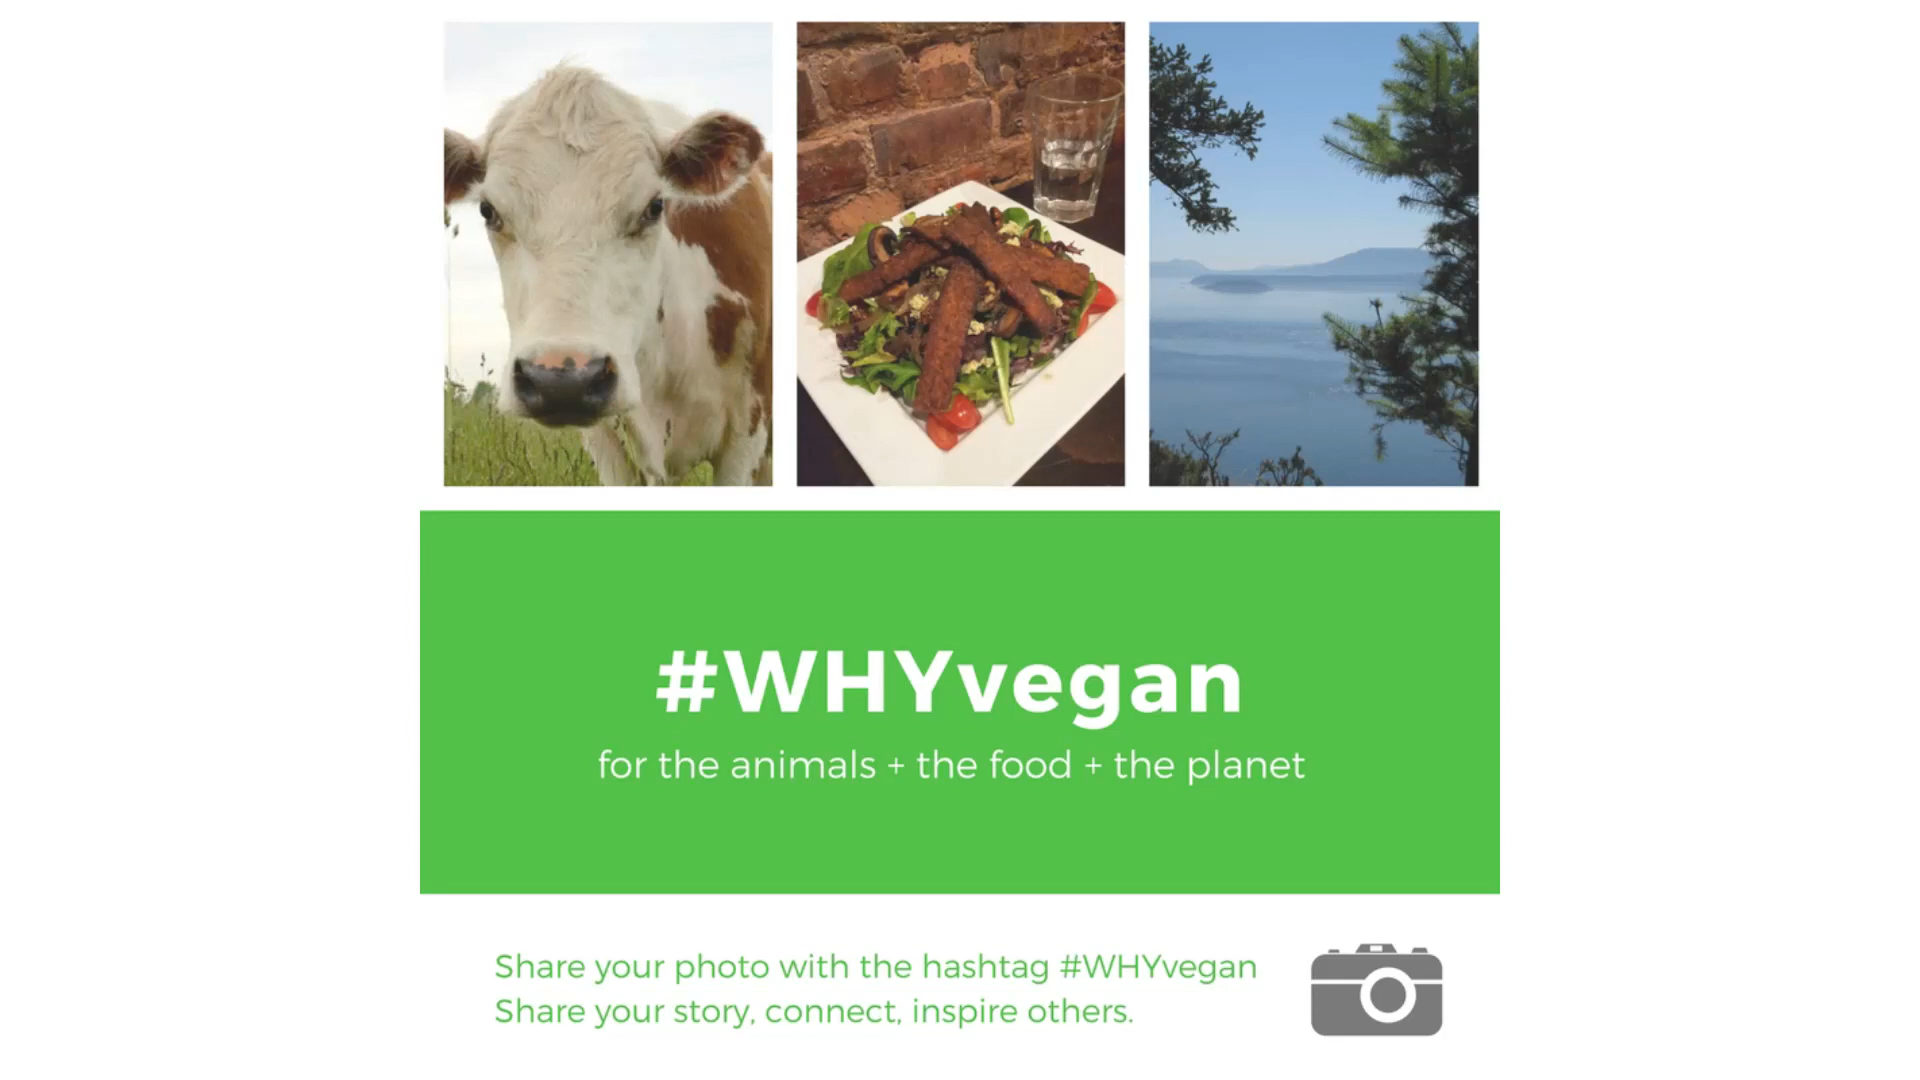 #WHYvegan
for the animals + the food + the planet
Share your photo with the hashtag #WHYvegan
Share your story, connect, inspire others.